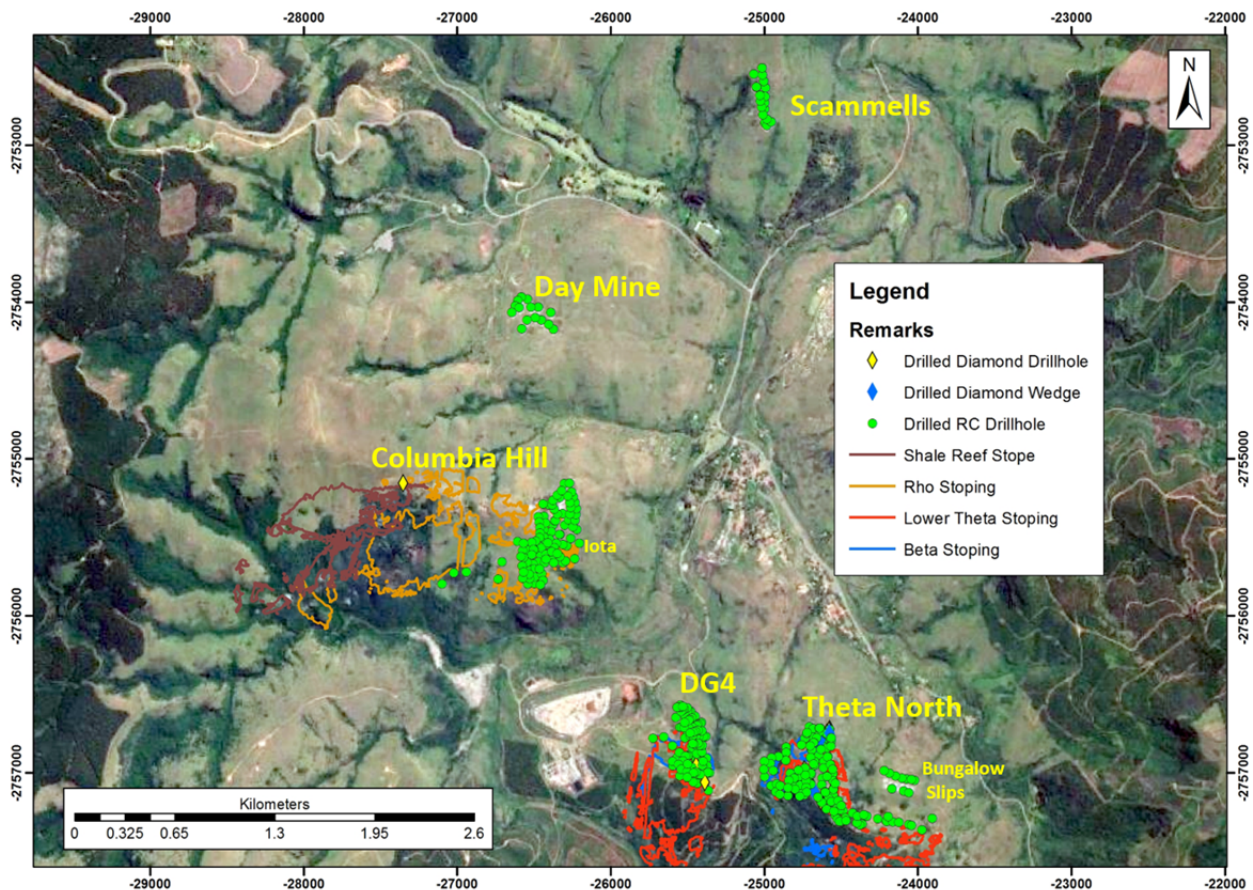 -29000 -28000 -27000 -26000 -25000 -24000 -23000 -22000
N
Scammells
-2753000 -2753000
Day Mine
-2754000 -2754000
Legend
Remarks
Drilled Diamond Drillhole
Drilled Diamond Wedge
Drilled RC Drillhole
Shale Reef Stope
Rho Stoping
Lower Theta Stoping
Beta Stoping
Columbia Hill
-2755000 -2755000
Iota
-2756000 -2756000
DG4
Theta North
Bungalow
Slips
-2757000 -2757000
Kilometers
0 0.325 0.65 1.3 1.95 2.6
-29000 -28000 -27000 -26000 -25000 -24000 -23000 -22000